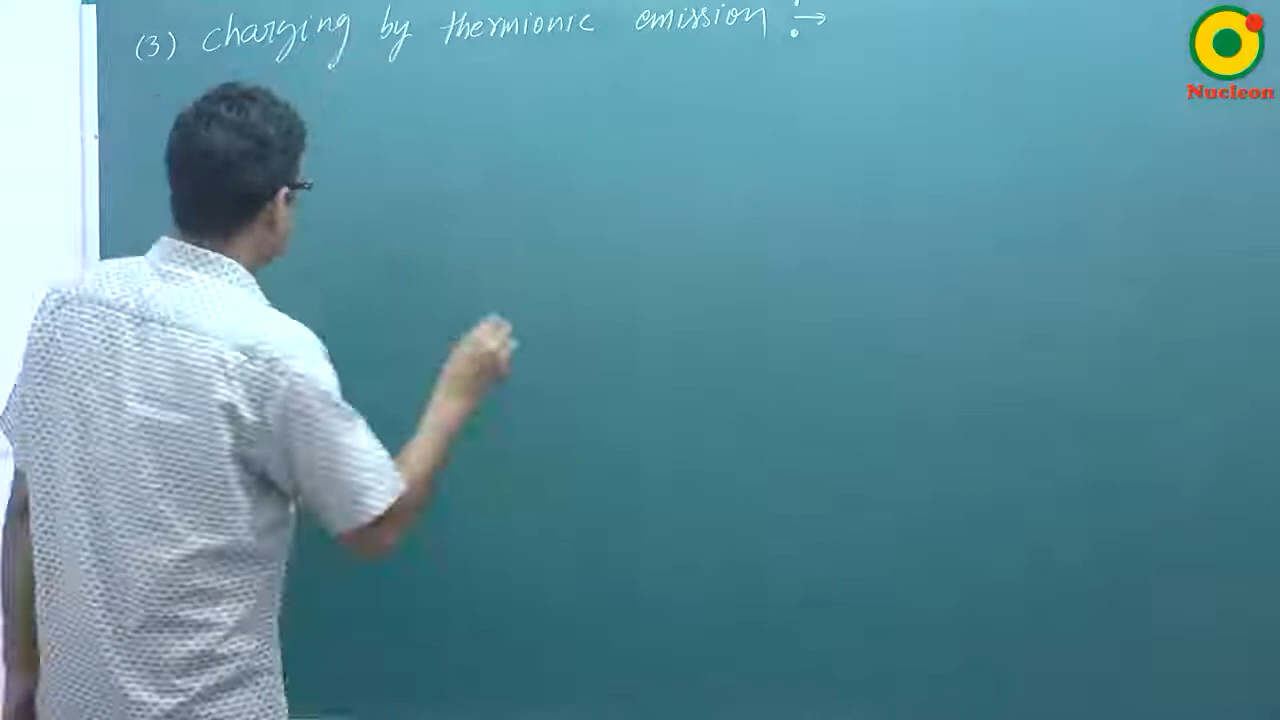 (3) charging by thermionic emission :→
Nucleon